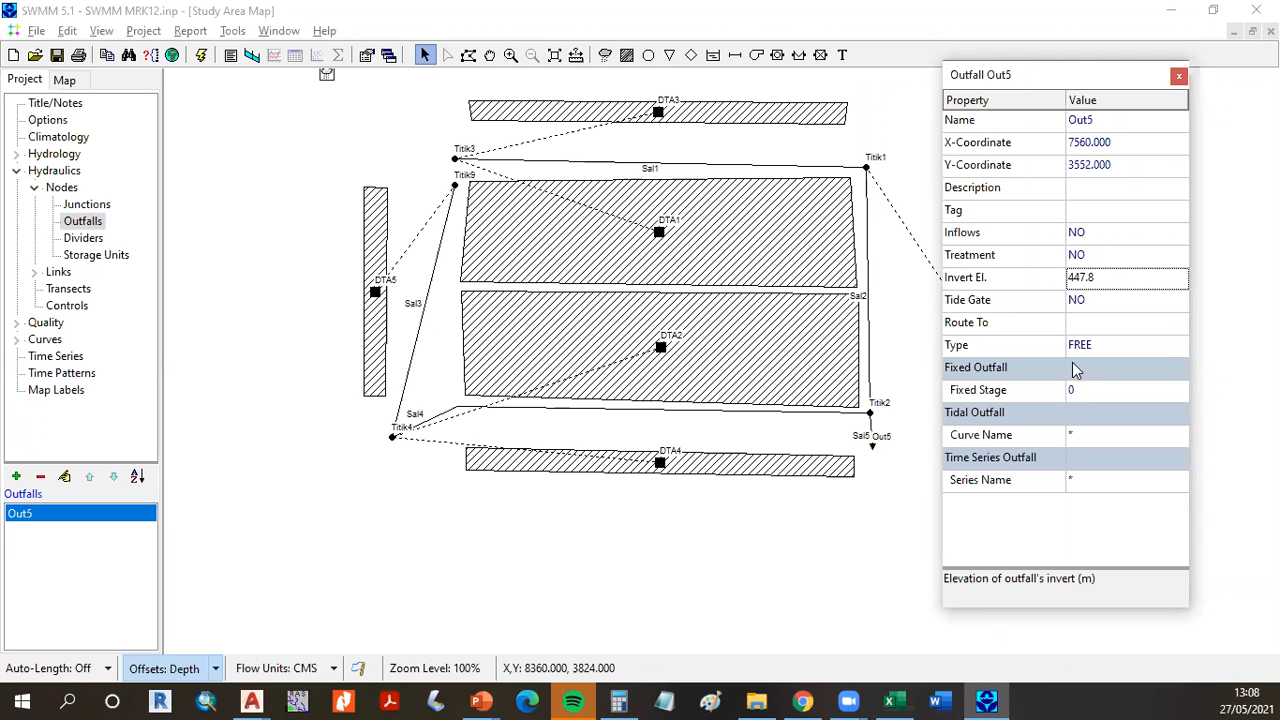 SWMM 5.1 - SWMM MRK12.inp - [Study Area Map]
File Edit View Project Report Tools Window Help
Project Map
Title/Notes
Options
Climatology
Hydrology
Hydraulics
Nodes
Junctions
Outfalls
Dividers
Storage Units
Links
Transects
Controls
Quality
Curves
Time Series
Time Patterns
Map Labels
Outfalls
Out5
DTA3
Titik3
Titik1
Sal1
Titik9
DTA1
DTA5
Sal3
Sal2
DTA2
Sal4
Titik4
Titik2
Sal5 Out5
DTA4
Outfall Out5
Property Value
Name Out5
X-Coordinate 7560.000
Y-Coordinate 3552.000
Description
Tag
Inflows NO
Treatment NO
Invert El. 447.8
Tide Gate NO
Route To
Type FREE
Fixed Outfall
Fixed Stage 0
Tidal Outfall
Curve Name *
Time Series Outfall
Series Name *
Elevation of outfall's invert (m)
Auto-Length: Off Offsets: Depth Flow Units: CMS Zoom Level: 100% X,Y: 8360.000, 3824.000
13:08
27/05/2021